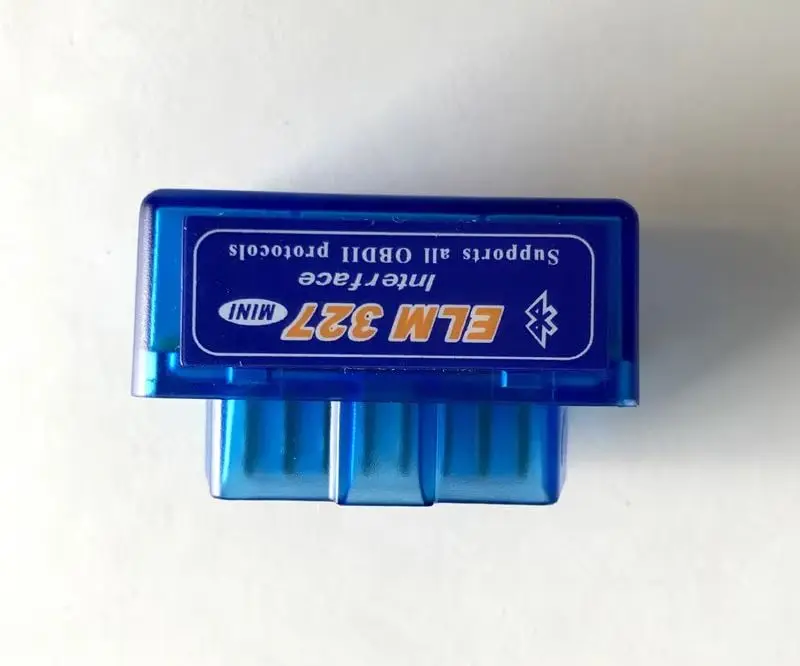 ELM 327 MINI
Interface
Supports all OBDII protocols